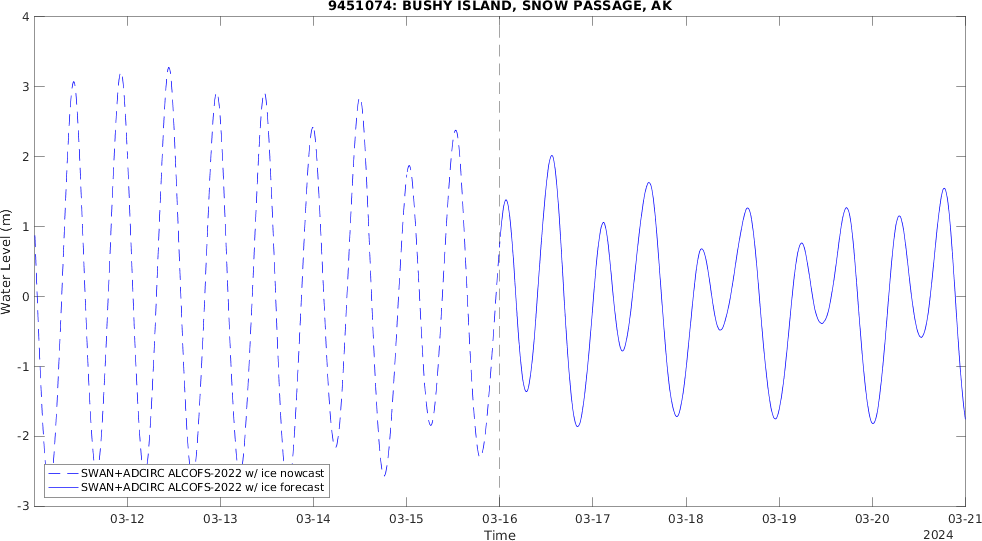 9451074: BUSHY ISLAND, SNOW PASSAGE, AK
4
3
2
1
0
-1
-2
-3
Water Level (m)
SWAN+ADCIRC ALCOFS-2022 w/ ice nowcast
SWAN+ADCIRC ALCOFS-2022 w/ ice forecast
03-12 03-13 03-14 03-15 03-16 03-17 03-18 03-19 03-20 03-21
Time
2024